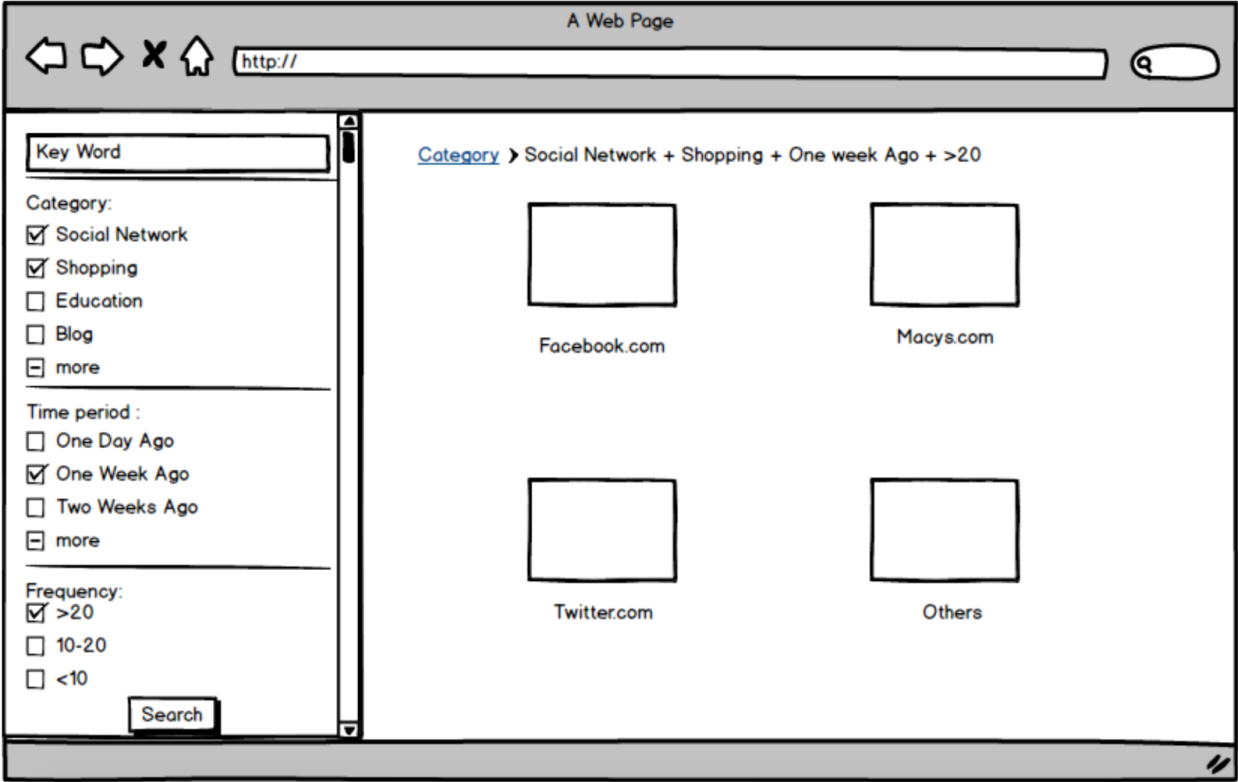 A Web Page
http://
Key Word
Category:
Social Network
Shopping
Education
Blog
more
Time period :
One Day Ago
One Week Ago
Two Weeks Ago
more
Frequency:
>20
10-20
<10
Search
Category > Social Network + Shopping + One week Ago + >20
Facebook.com
Macys.com
Twitter.com
Others